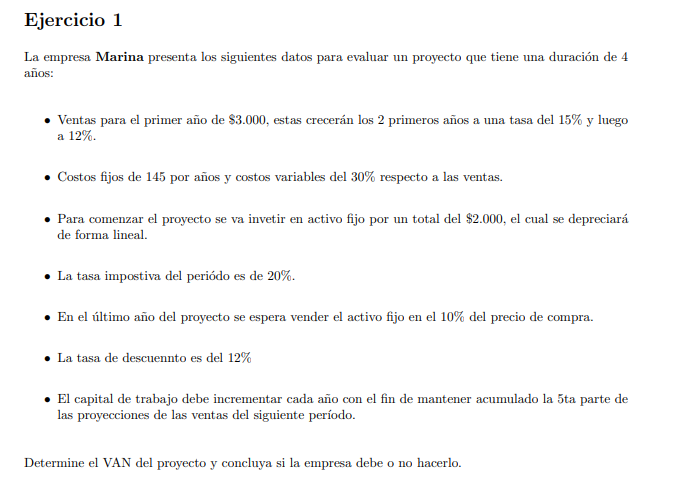 Ejercicio 1
La empresa Marina presenta los siguientes datos para evaluar un proyecto que tiene una duración de 4
años:
• Ventas para el primer año de $3.000, estas crecerán los 2 primeros años a una tasa del 15% y luego
a 12%.
• Costos fijos de 145 por años y costos variables del 30% respecto a las ventas.
• Para comenzar el proyecto se va invetir en activo fijo por un total del $2.000, el cual se depreciará
de forma lineal.
• La tasa impostiva del periódo es de 20%.
• En el último año del proyecto se espera vender el activo fijo en el 10% del precio de compra.
• La tasa de descuennto es del 12%
• El capital de trabajo debe incrementar cada año con el fin de mantener acumulado la 5ta parte de
las proyecciones de las ventas del siguiente período.
Determine el VAN del proyecto y concluya si la empresa debe o no hacerlo.